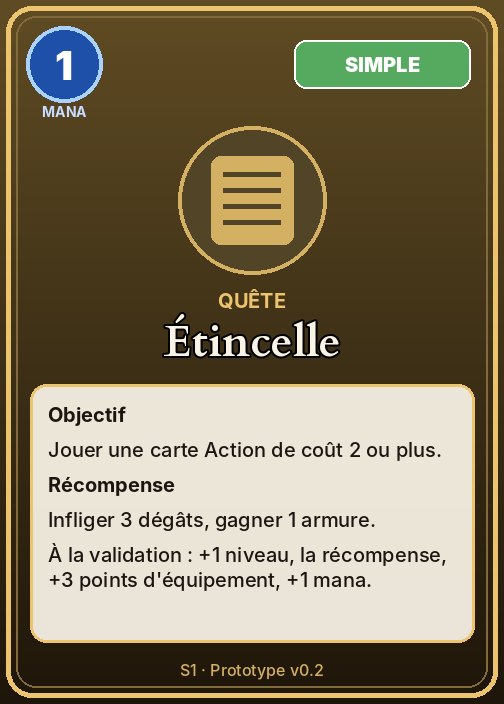 1
MANA
SIMPLE
QUÊTE
Étincelle
Objectif
Jouer une carte Action de coût 2 ou plus.
Récompense
Infliger 3 dégâts, gagner 1 armure.
À la validation : +1 niveau, la récompense,
+3 points d'équipement, +1 mana.
S1 · Prototype v0.2